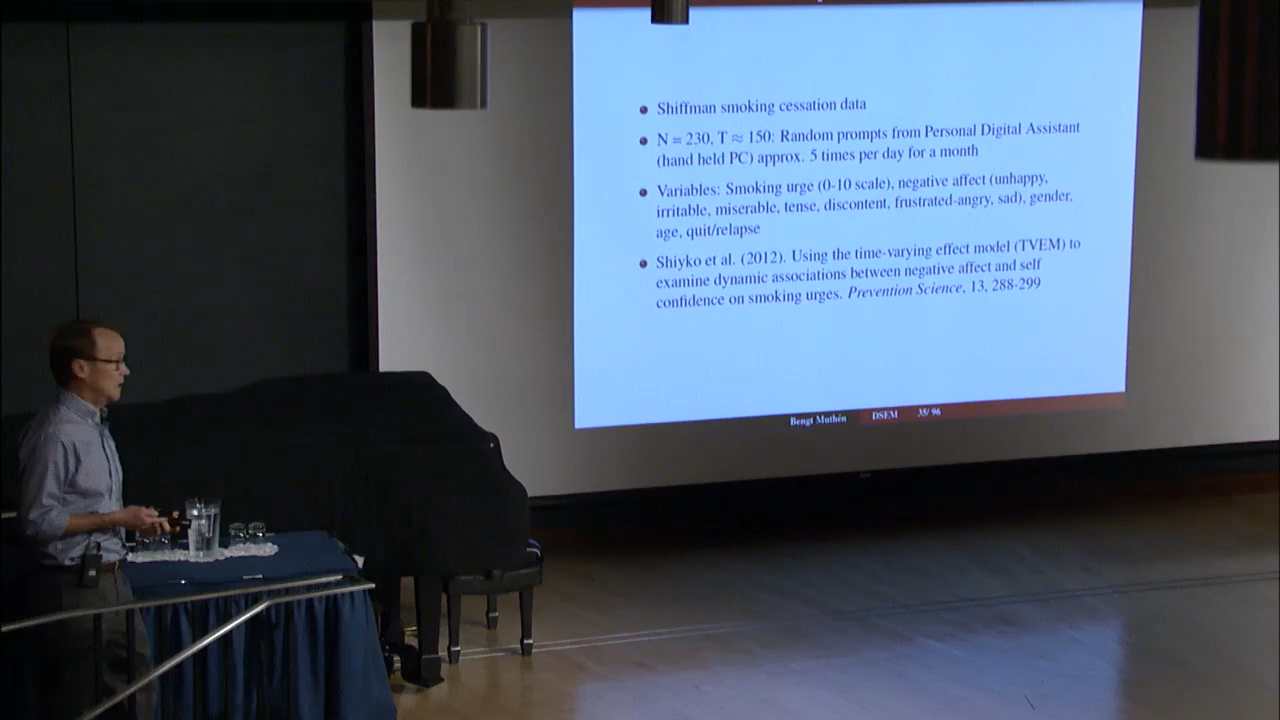 Shiffman smoking cessation data
N = 230, T ≈ 150: Random prompts from Personal Digital Assistant
(hand held PC) approx. 5 times per day for a month
Variables: Smoking urge (0-10 scale), negative affect (unhappy,
irritable, miserable, tense, discontent, frustrated-angry, sad), gender,
age, quit/relapse
Shiyko et al. (2012). Using the time-varying effect model (TVEM) to
examine dynamic associations between negative affect and self
confidence on smoking urges. Prevention Science, 13, 288-299
Bengt Muthén DSEM 35/ 96